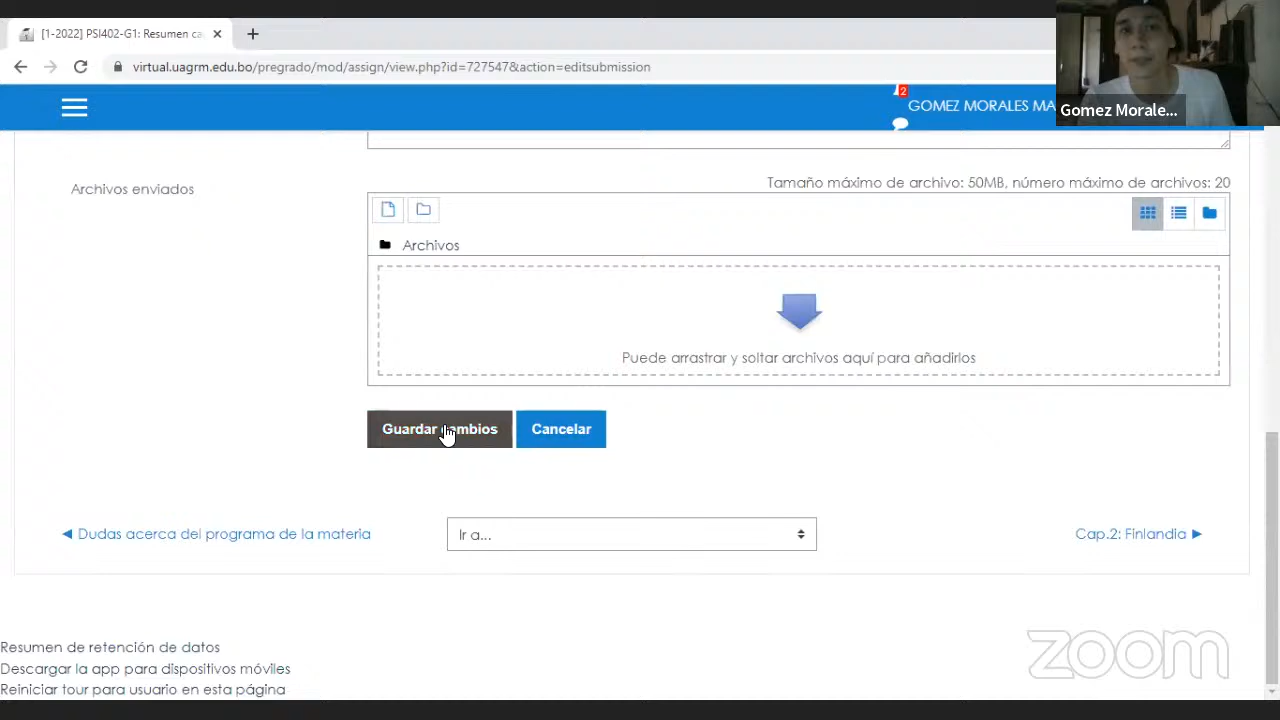 [1-2022] PSI402-G1: Resumen ca
virtual.uagrm.edu.bo/pregrado/mod/assign/view.php?id=727547&action=editsubmission
2
GOMEZ MORALES MA
Gomez Morale...
Archivos enviados
Tamaño máximo de archivo: 50MB, número máximo de archivos: 20
Archivos
Puede arrastrar y soltar archivos aquí para añadirlos
Guardar cambios
Cancelar
Dudas acerca del programa de la materia
Ir a...
Cap.2: Finlandia
Resumen de retención de datos
Descargar la app para dispositivos móviles
Reiniciar tour para usuario en esta página
zoom